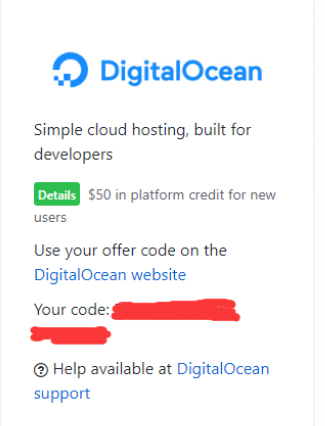 DigitalOcean
Simple cloud hosting, built for
developers
Details $50 in platform credit for new
users
Use your offer code on the
DigitalOcean website
Your code:
Help available at DigitalOcean
support